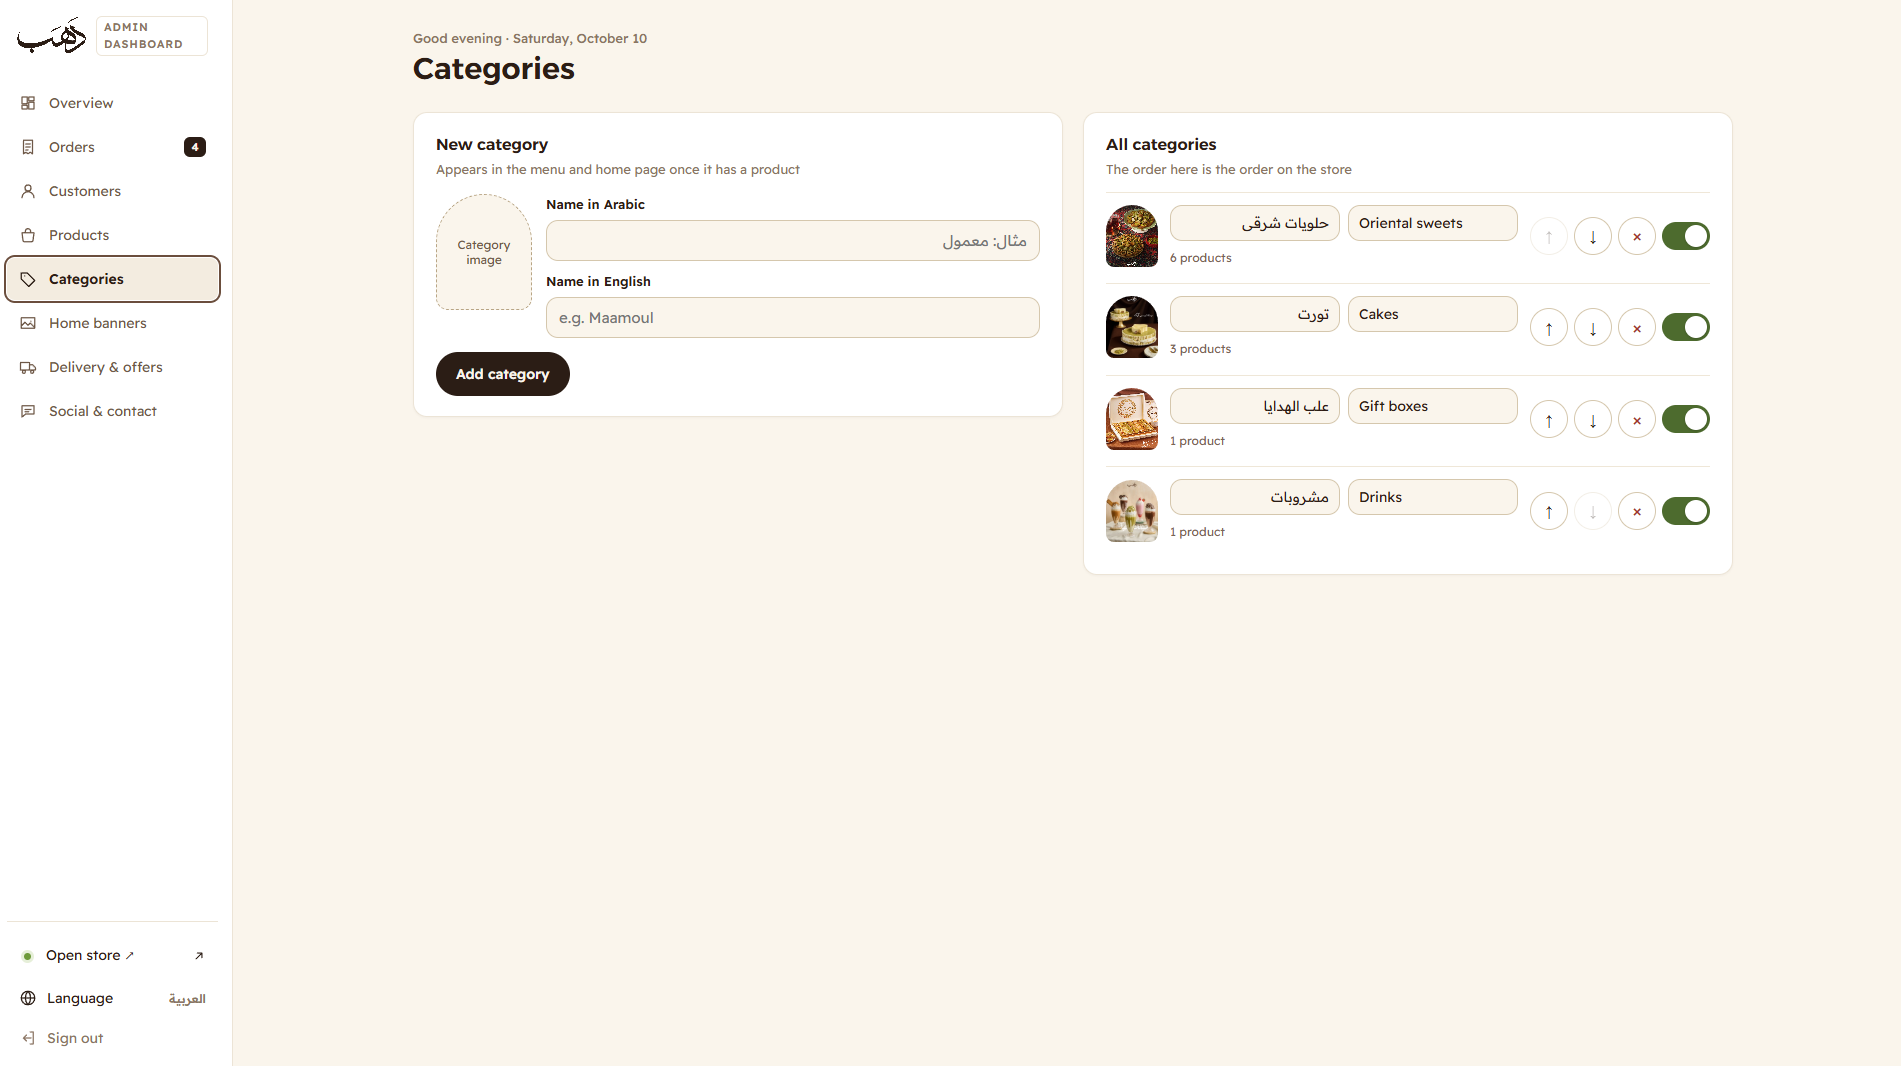 ذَهَب
ADMIN
DASHBOARD
Overview
Orders 4
Customers
Products
Categories
Home banners
Delivery & offers
Social & contact
Open store ↗ ↗
Language العربية
Sign out
Good evening · Saturday, October 10
Categories
New category
Appears in the menu and home page once it has a product
Category
image
Name in Arabic
مثال: معمول
Name in English
e.g. Maamoul
Add category
All categories
The order here is the order on the store
حلويات شرقي Oriental sweets ↑ ↓ ×
6 products
تورت Cakes ↑ ↓ ×
3 products
علب الهدايا Gift boxes ↑ ↓ ×
1 product
مشروبات Drinks ↑ ↓ ×
1 product